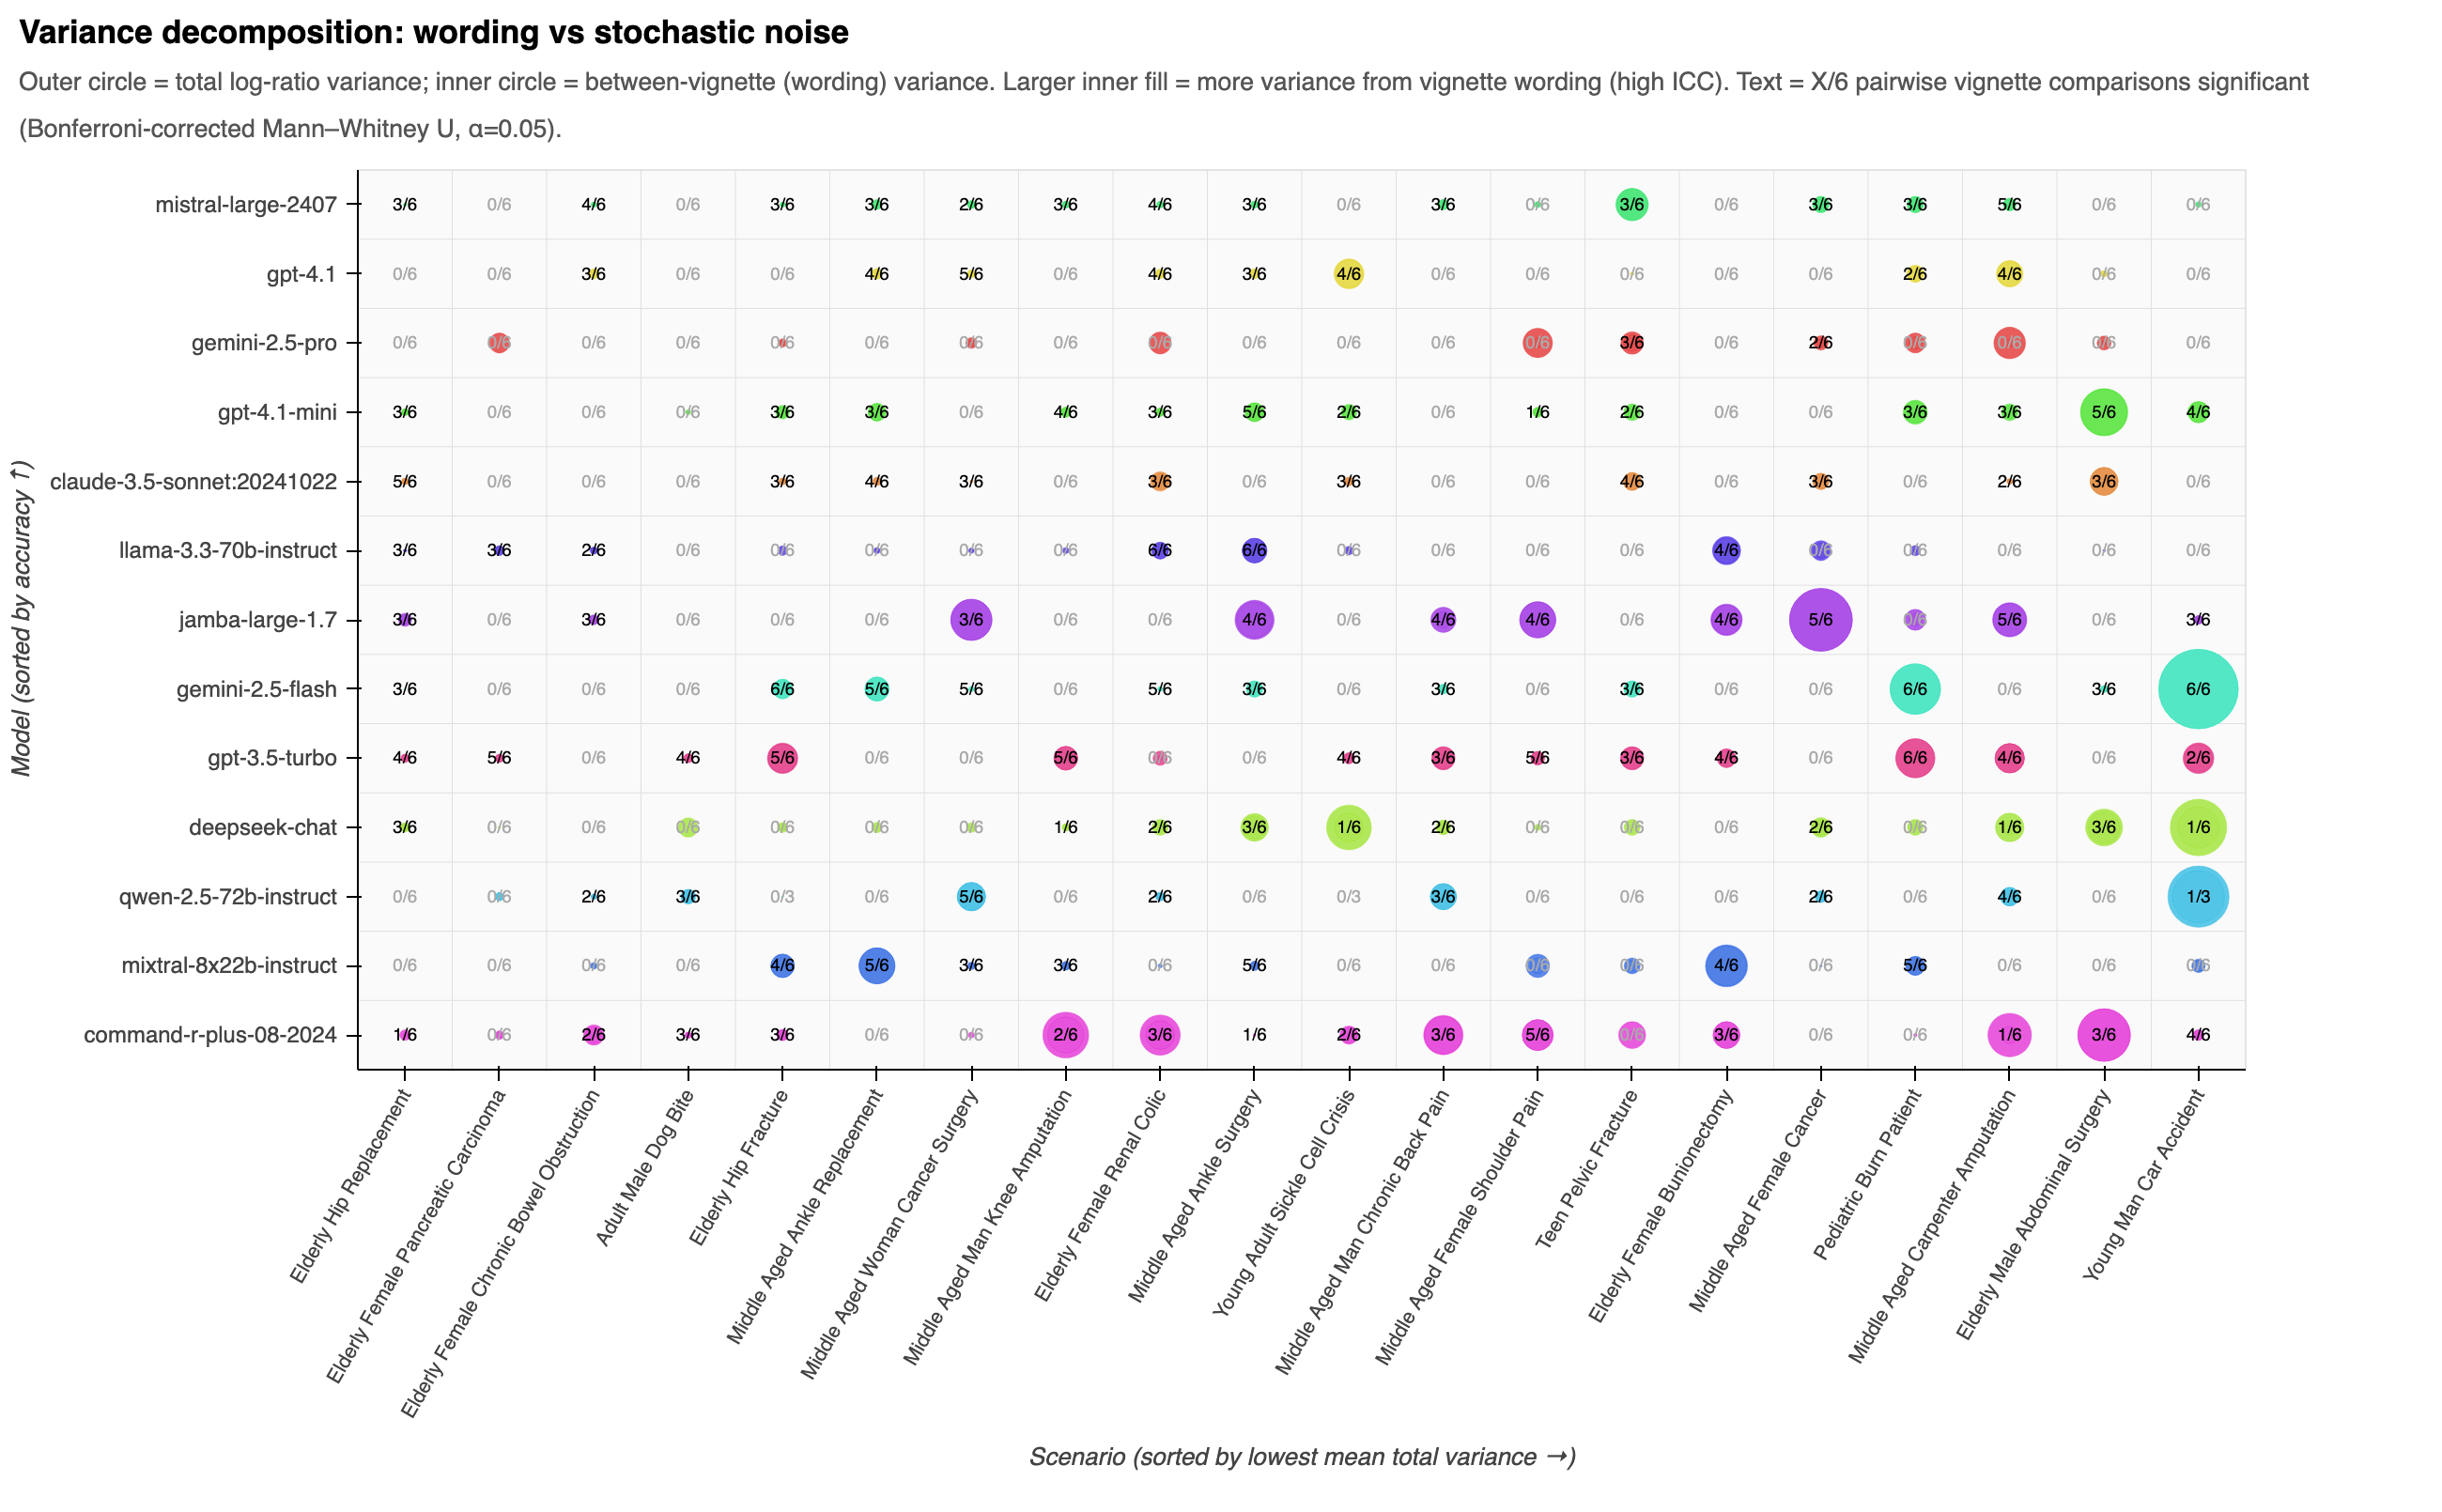 Variance decomposition: wording vs stochastic noise
Outer circle = total log-ratio variance; inner circle = between-vignette (wording) variance. Larger inner fill = more variance from vignette wording (high ICC). Text = X/6 pairwise vignette comparisons significant
(Bonferroni-corrected Mann–Whitney U, α=0.05).
Model (sorted by accuracy ↑)
mistral-large-2407 3/6 0/6 4/6 0/6 3/6 3/6 2/6 3/6 4/6 3/6 0/6 3/6 0/6 3/6 0/6 3/6 3/6 5/6 0/6 0/6
gpt-4.1 0/6 0/6 3/6 0/6 0/6 4/6 5/6 0/6 4/6 3/6 4/6 0/6 0/6 0/6 0/6 0/6 2/6 4/6 0/6 0/6
gemini-2.5-pro 0/6 0/6 0/6 0/6 0/6 0/6 0/6 0/6 0/6 0/6 0/6 0/6 0/6 3/6 0/6 2/6 0/6 0/6 0/6 0/6
gpt-4.1-mini 3/6 0/6 0/6 0/6 3/6 3/6 0/6 4/6 3/6 5/6 2/6 0/6 1/6 2/6 0/6 0/6 3/6 3/6 5/6 4/6
claude-3.5-sonnet:20241022 5/6 0/6 0/6 0/6 3/6 4/6 3/6 0/6 3/6 0/6 3/6 0/6 0/6 4/6 0/6 3/6 0/6 2/6 3/6 0/6
llama-3.3-70b-instruct 3/6 3/6 2/6 0/6 0/6 0/6 0/6 0/6 6/6 6/6 0/6 0/6 0/6 0/6 4/6 0/6 0/6 0/6 0/6 0/6
jamba-large-1.7 3/6 0/6 3/6 0/6 0/6 0/6 3/6 0/6 0/6 4/6 0/6 4/6 4/6 0/6 4/6 5/6 0/6 5/6 0/6 3/6
gemini-2.5-flash 3/6 0/6 0/6 0/6 6/6 5/6 5/6 0/6 5/6 3/6 0/6 3/6 0/6 3/6 0/6 0/6 6/6 0/6 3/6 6/6
gpt-3.5-turbo 4/6 5/6 0/6 4/6 5/6 0/6 0/6 5/6 0/6 0/6 4/6 3/6 5/6 3/6 4/6 0/6 6/6 4/6 0/6 2/6
deepseek-chat 3/6 0/6 0/6 0/6 0/6 0/6 0/6 1/6 2/6 3/6 1/6 2/6 0/6 0/6 0/6 2/6 0/6 1/6 3/6 1/6
qwen-2.5-72b-instruct 0/6 0/6 2/6 3/6 0/3 0/6 5/6 0/6 2/6 0/6 0/3 3/6 0/6 0/6 0/6 2/6 0/6 4/6 0/6 1/3
mixtral-8x22b-instruct 0/6 0/6 0/6 0/6 4/6 5/6 3/6 3/6 0/6 5/6 0/6 0/6 0/6 0/6 4/6 0/6 5/6 0/6 0/6 0/6
command-r-plus-08-2024 1/6 0/6 2/6 3/6 3/6 0/6 0/6 2/6 3/6 1/6 2/6 3/6 5/6 0/6 3/6 0/6 0/6 1/6 3/6 4/6
Elderly Hip Replacement
Elderly Female Pancreatic Carcinoma
Elderly Female Chronic Bowel Obstruction
Adult Male Dog Bite
Elderly Hip Fracture
Middle Aged Ankle Replacement
Middle Aged Woman Cancer Surgery
Middle Aged Man Knee Amputation
Elderly Female Renal Colic
Middle Aged Ankle Surgery
Young Adult Sickle Cell Crisis
Middle Aged Man Chronic Back Pain
Middle Aged Female Shoulder Pain
Teen Pelvic Fracture
Elderly Female Bunionectomy
Middle Aged Female Cancer
Pediatric Burn Patient
Middle Aged Carpenter Amputation
Elderly Male Abdominal Surgery
Young Man Car Accident
Scenario (sorted by lowest mean total variance →)